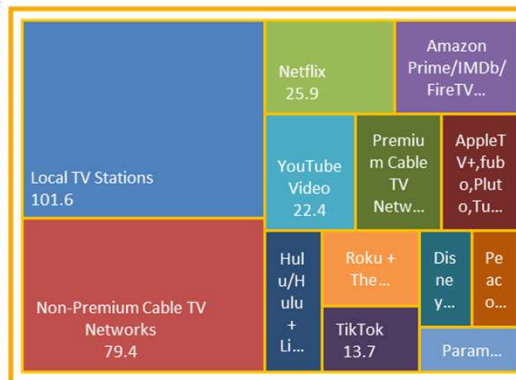 Local TV Stations
101.6
Non-Premium Cable TV
Networks
79.4
Netflix
25.9
Amazon
Prime/IMDb/
FireTV...
YouTube
Video
22.4
Premiu
m Cable
TV
Netw...
AppleT
V+,fub
o,Plut
o,Tu...
Hul
u/H
ulu
+
Li...
Roku +
The...
TikTok
13.7
Dis
ney
...
Pe
aco
...
Param...